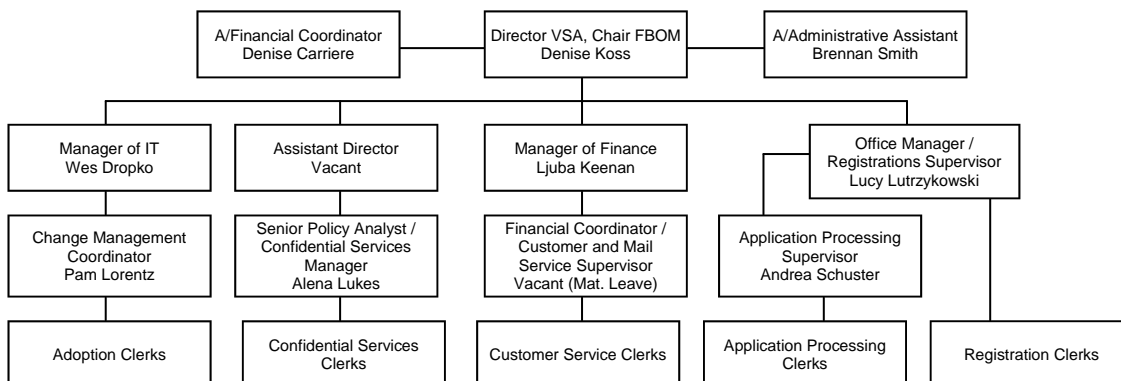 A/Financial Coordinator
Denise Carriere
Director VSA, Chair FBOM
Denise Koss
A/Administrative Assistant
Brennan Smith
Manager of IT
Wes Dropko
Assistant Director
Vacant
Manager of Finance
Ljuba Keenan
Office Manager /
Registrations Supervisor
Lucy Lutrzykowski
Change Management
Coordinator
Pam Lorentz
Senior Policy Analyst /
Confidential Services
Manager
Alena Lukes
Financial Coordinator /
Customer and Mail
Service Supervisor
Vacant (Mat. Leave)
Application Processing
Supervisor
Andrea Schuster
Adoption Clerks
Confidential Services
Clerks
Customer Service Clerks
Application Processing
Clerks
Registration Clerks